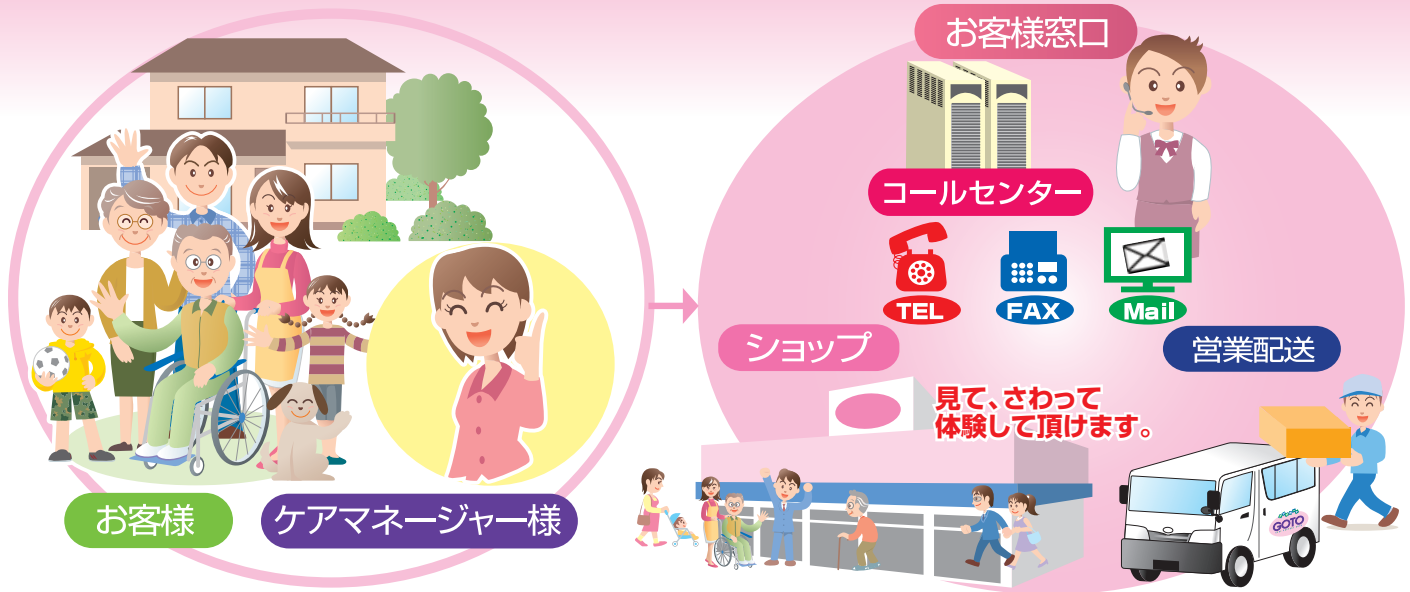 お客様窓口
コールセンター
TEL
FAX
Mail
ショップ
営業配送
見て、さわって
体験して頂けます。
GOTO
お客様
ケアマネージャー様